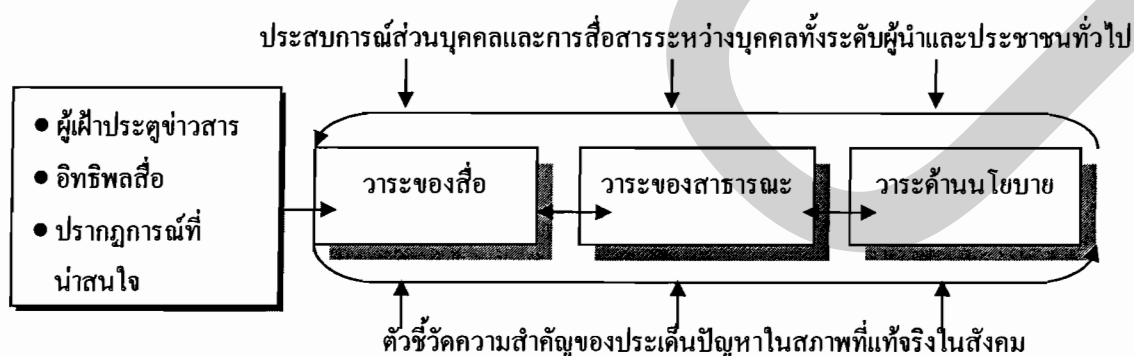 ประสบการณ์ส่วนบุคคลและการสื่อสารระหว่างบุคคลทั้งระดับผู้นำและประชาชนทั่วไป
● ผู้เฝ้าประตูข่าวสาร
● อิทธิพลสื่อ
● ปรากฏการณ์ที่
น่าสนใจ
วาระของสื่อ
วาระของสาธารณะ
วาระด้านนโยบาย
ตัวชี้วัดความสำคัญของประเด็นปัญหาในสภาพที่แท้จริงในสังคม